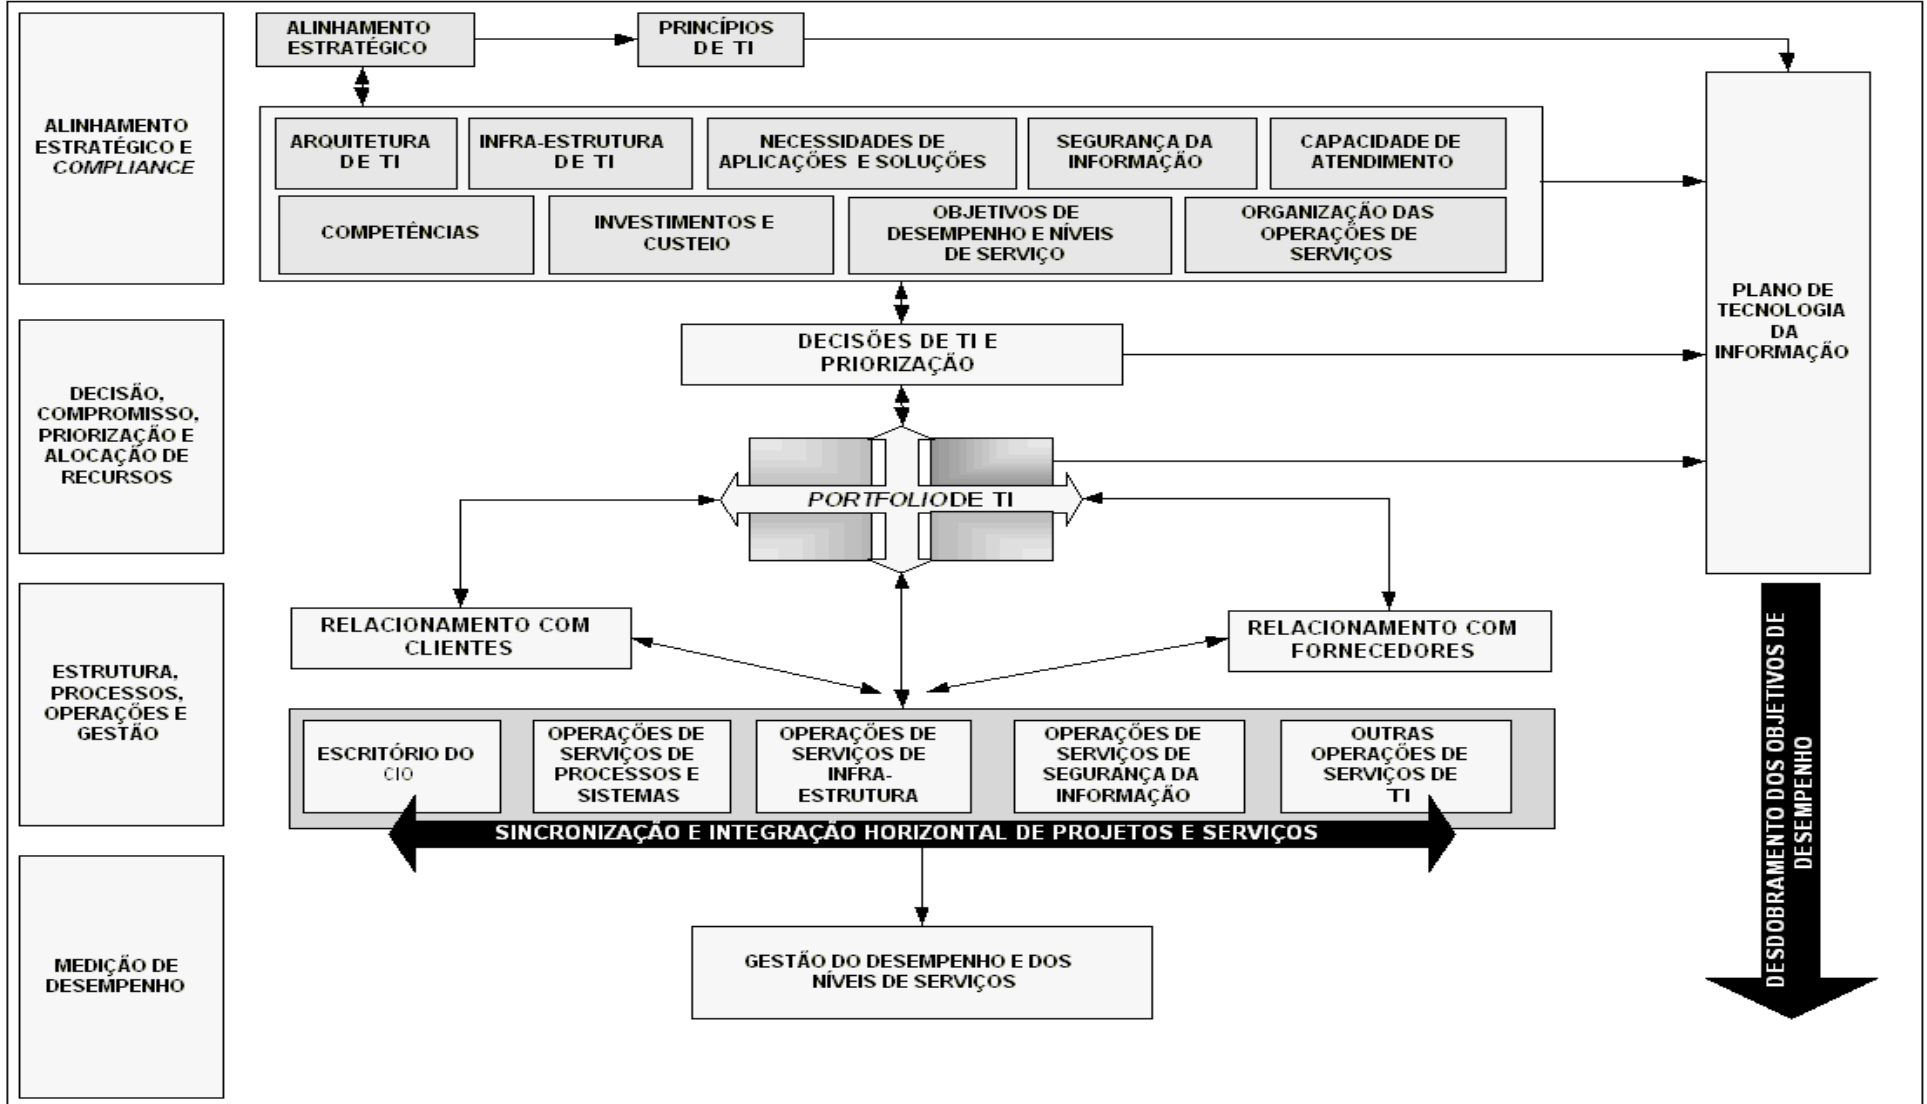 ALINHAMENTO
ESTRATÉGICO E
COMPLIANCE
ALINHAMENTO
ESTRATÉGICO
PRINCÍPIOS
DE TI
ARQUITETURA
DE TI
INFRA-ESTRUTURA
DE TI
NECESSIDADES DE
APLICAÇÕES E SOLUÇÕES
SEGURANÇA DA
INFORMAÇÃO
CAPACIDADE DE
ATENDIMENTO
COMPETÊNCIAS
INVESTIMENTOS E
CUSTEIO
OBJETIVOS DE
DESEMPENHO E NÍVEIS
DE SERVIÇO
ORGANIZAÇÃO DAS
OPERAÇÕES DE
SERVIÇOS
PLANO DE
TECNOLOGIA
DA
INFORMAÇÃO
DECISÃO,
COMPROMISSO,
PRIORIZAÇÃO E
ALOCAÇÃO DE
RECURSOS
DECISÕES DE TI E
PRIORIZAÇÃO
PORTFOLIO DE TI
ESTRUTURA,
PROCESSOS,
OPERAÇÕES E
GESTÃO
RELACIONAMENTO COM
CLIENTES
RELACIONAMENTO COM
FORNECEDORES
ESCRITÓRIO DO
CIO
OPERAÇÕES DE
SERVIÇOS DE
PROCESSOS E
SISTEMAS
OPERAÇÕES DE
SERVIÇOS DE
INFRA-
ESTRUTURA
OPERAÇÕES DE
SERVIÇOS DE
SEGURANÇA DA
INFORMAÇÃO
OUTRAS
OPERAÇÕES DE
SERVIÇOS DE
TI
SINCRONIZAÇÃO E INTEGRAÇÃO HORIZONTAL DE PROJETOS E SERVIÇOS
DESDOBRAMENTO DOS OBJETIVOS DE
DESEMPENHO
MEDIÇÃO DE
DESEMPENHO
GESTÃO DO DESEMPENHO E DOS
NÍVEIS DE SERVIÇOS